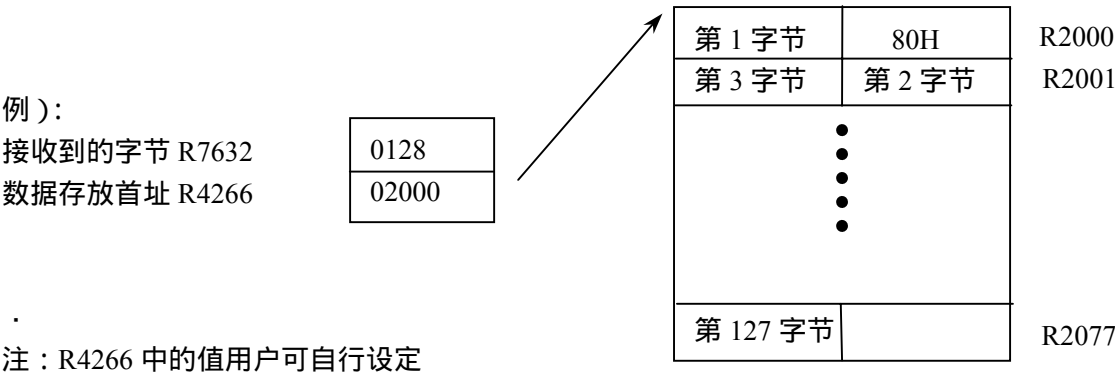 第 1 字节 80H R2000
第 3 字节 第 2 字节 R2001
例）：
接收到的字节 R7632 0128
数据存放首址 R4266 02000
.
第 127 字节 R2077
注：R4266 中的值用户可自行设定